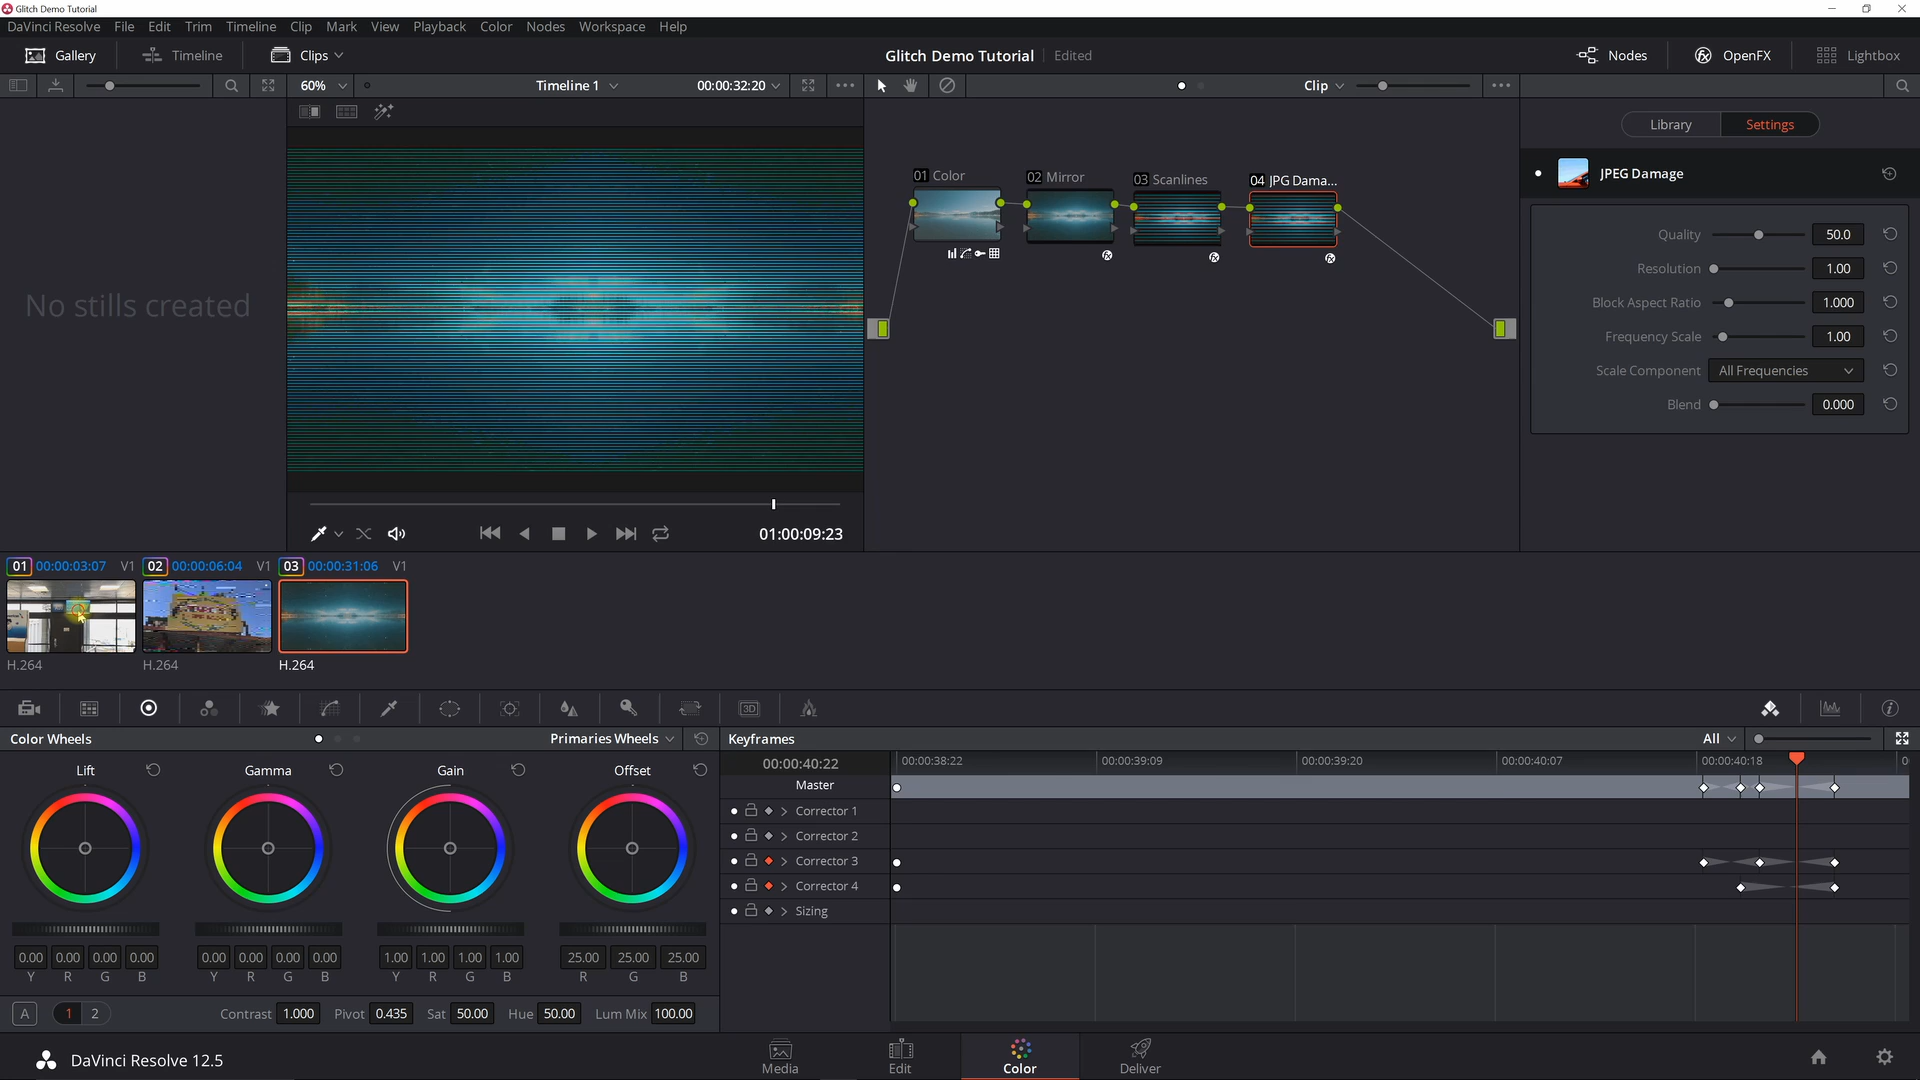 Glitch Demo Tutorial
DaVinci Resolve File Edit Trim Timeline Clip Mark View Playback Color Nodes Workspace Help
Gallery Timeline Clips Glitch Demo Tutorial Edited Nodes OpenFX Lightbox
60% Timeline 1 00:00:32:20 Clip
Library Settings
JPEG Damage
01 Color 02 Mirror 03 Scanlines 04 JPG Dama...
Quality 50.0
Resolution 1.00
Block Aspect Ratio 1.000
Frequency Scale 1.00
Scale Component All Frequencies
Blend 0.000
No stills created
01:00:09:23
01 00:00:03:07 V1 02 00:00:06:04 V1 03 00:00:31:06 V1
H.264 H.264 H.264
3D
Color Wheels Primaries Wheels Keyframes All
Lift Gamma Gain Offset
00:00:40:22 00:00:38:22 00:00:39:09 00:00:39:20 00:00:40:07 00:00:40:18 0
Master
Corrector 1
Corrector 2
Corrector 3
Corrector 4
Sizing
0.00 0.00 0.00 0.00 0.00 0.00 0.00 0.00 1.00 1.00 1.00 1.00 25.00 25.00 25.00
Y R G B Y R G B Y R G B R G B
A 1 2 Contrast 1.000 Pivot 0.435 Sat 50.00 Hue 50.00 Lum Mix 100.00
DaVinci Resolve 12.5 Media Edit Color Deliver